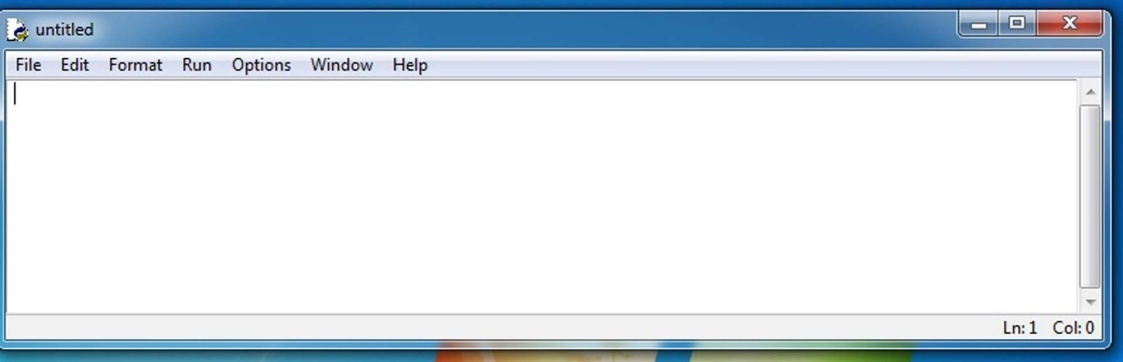 untitled
File Edit Format Run Options Window Help
Ln: 1 Col: 0